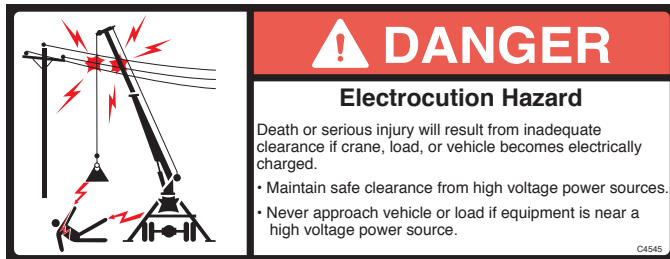 DANGER
Electrocution Hazard
Death or serious injury will result from inadequate
clearance if crane, load, or vehicle becomes electrically
charged.
• Maintain safe clearance from high voltage power sources.
• Never approach vehicle or load if equipment is near a
high voltage power source.
C4545